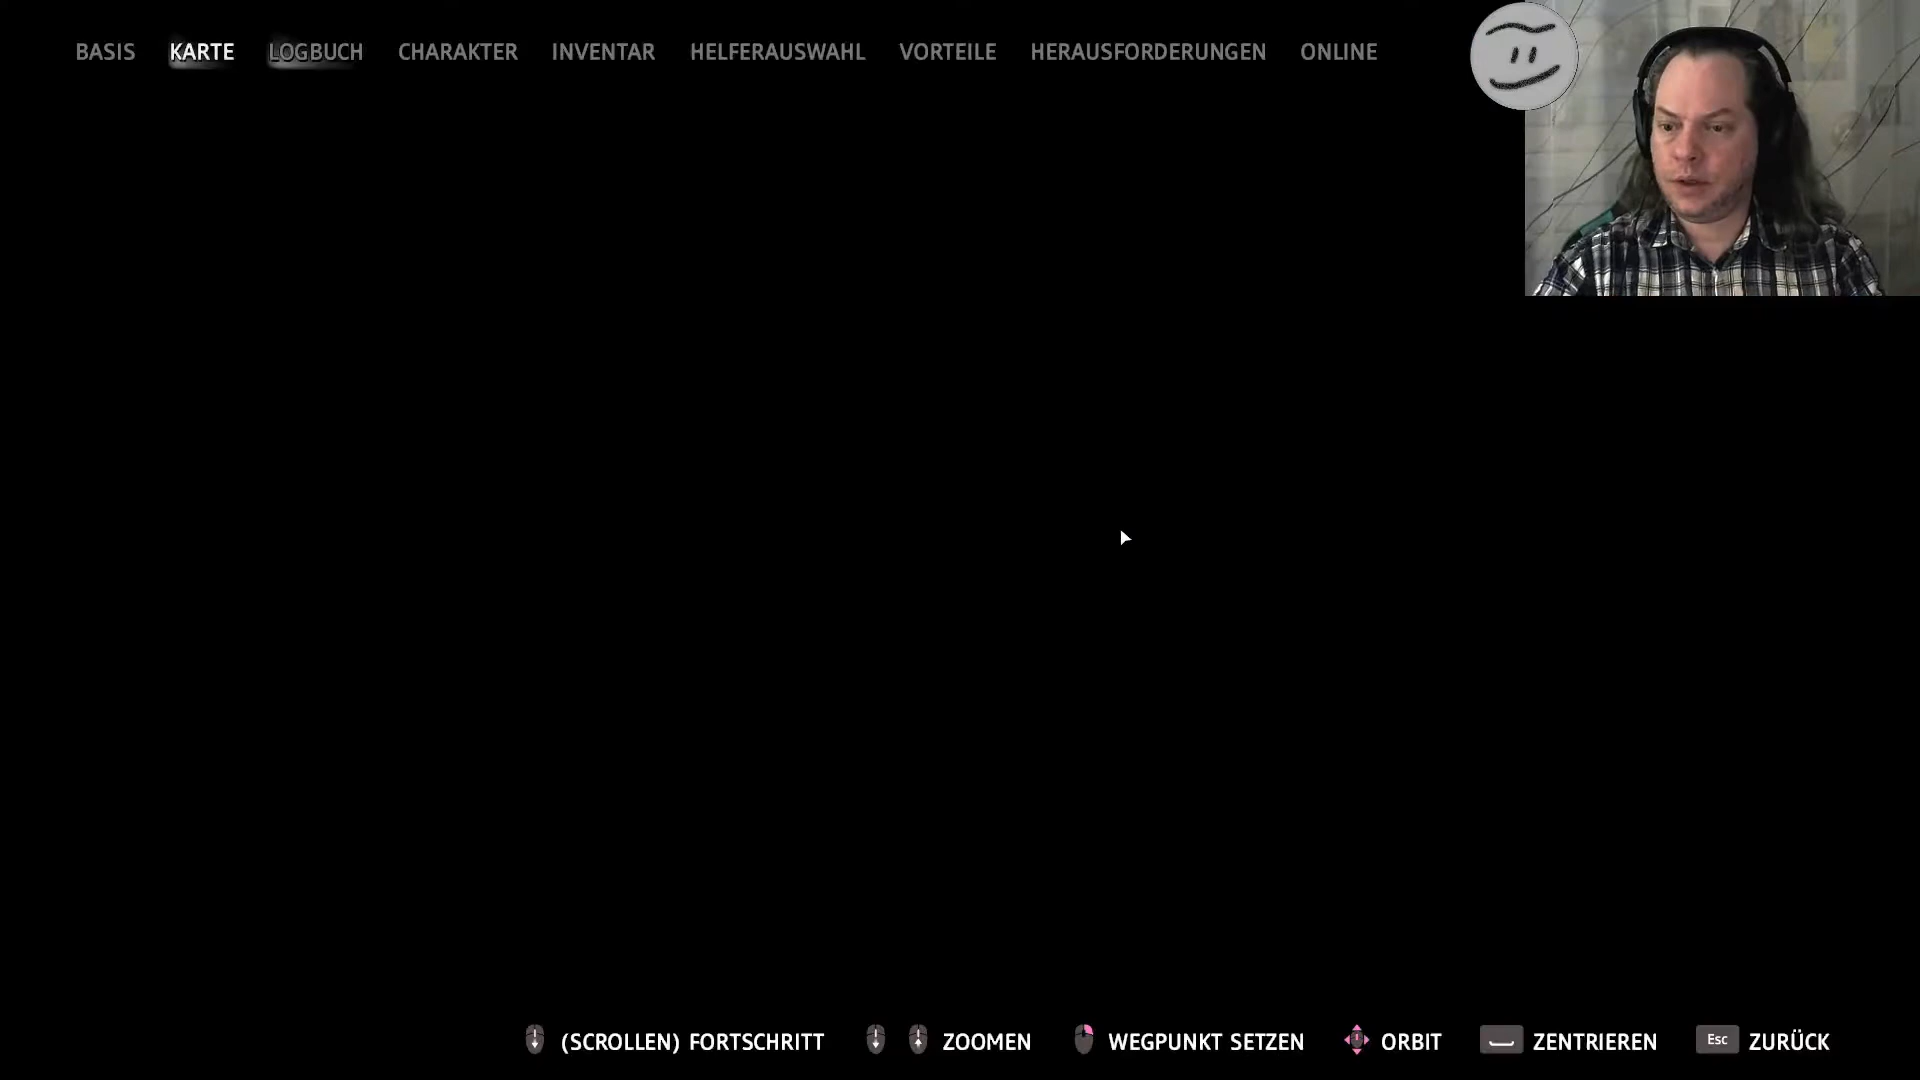 BASIS KARTE LOGBUCH CHARAKTER INVENTAR HELFERAUSWAHL VORTEILE HERAUSFORDERUNGEN ONLINE
(SCROLLEN) FORTSCHRITT ZOOMEN WEGPUNKT SETZEN ORBIT ZENTRIEREN Esc ZURÜCK